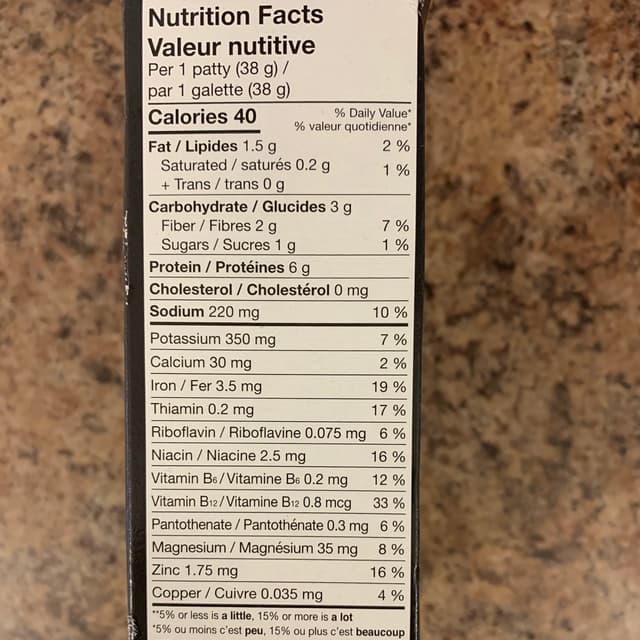 Nutrition Facts
Valeur nutitive
Per 1 patty (38 g) /
par 1 galette (38 g)
Calories 40
% Daily Value*
% valeur quotidienne*
Fat / Lipides 1.5 g 2 %
Saturated / saturés 0.2 g 1 %
+ Trans / trans 0 g
Carbohydrate / Glucides 3 g
Fiber / Fibres 2 g 7 %
Sugars / Sucres 1 g 1 %
Protein / Protéines 6 g
Cholesterol / Cholestérol 0 mg
Sodium 220 mg 10 %
Potassium 350 mg 7 %
Calcium 30 mg 2 %
Iron / Fer 3.5 mg 19 %
Thiamin 0.2 mg 17 %
Riboflavin / Riboflavine 0.075 mg 6 %
Niacin / Niacine 2.5 mg 16 %
Vitamin B6/Vitamine B6 0.2 mg 12 %
Vitamin B12/Vitamine B12 0.8 mcg 33 %
Pantothenate / Pantothénate 0.3 mg 6 %
Magnesium / Magnésium 35 mg 8 %
Zinc 1.75 mg 16 %
Copper / Cuivre 0.035 mg 4 %
**5% or less is a little, 15% or more is a lot
*5% ou moins c'est peu, 15% ou plus c'est beaucoup